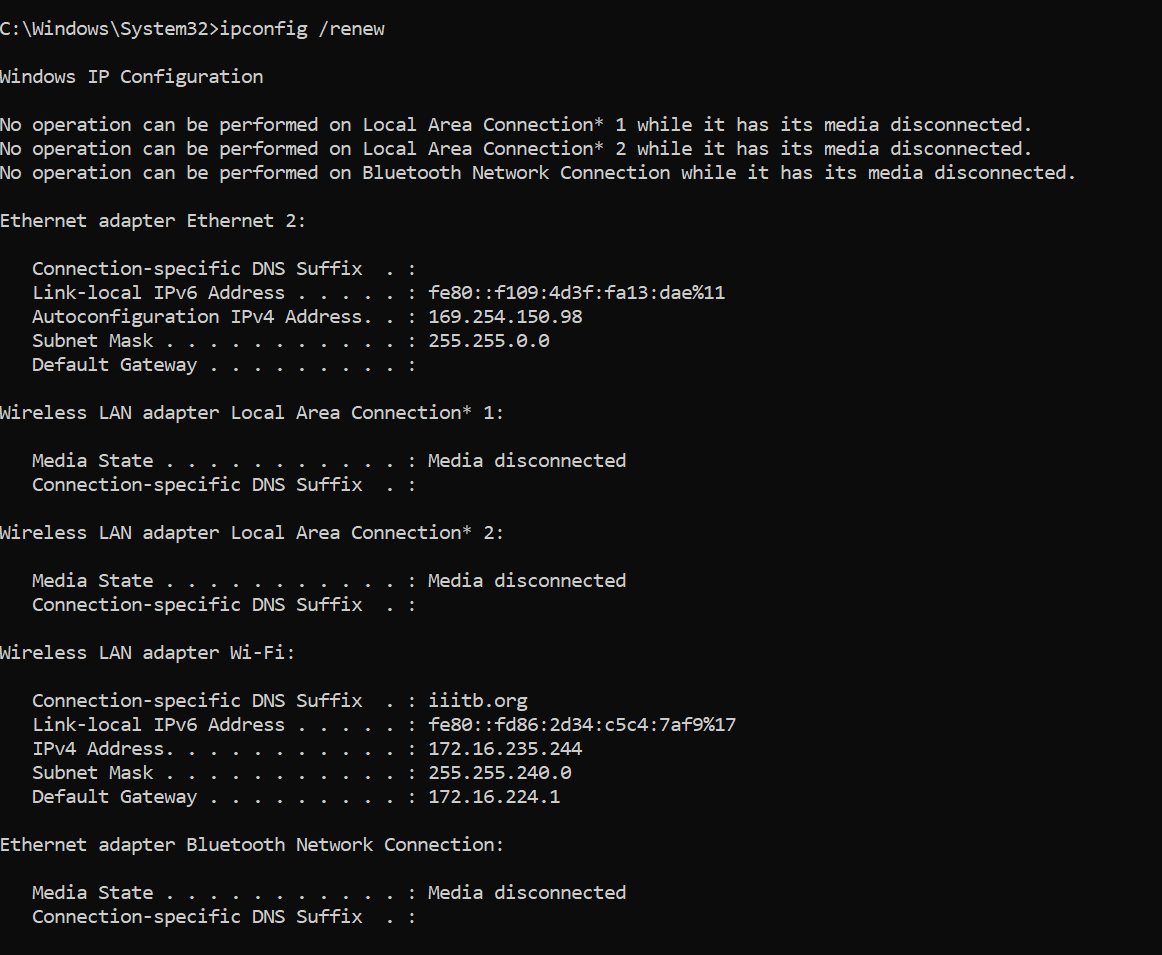 C:\Windows\System32>ipconfig /renew
Windows IP Configuration
No operation can be performed on Local Area Connection* 1 while it has its media disconnected.
No operation can be performed on Local Area Connection* 2 while it has its media disconnected.
No operation can be performed on Bluetooth Network Connection while it has its media disconnected.
Ethernet adapter Ethernet 2:
   Connection-specific DNS Suffix  . :
   Link-local IPv6 Address . . . . . : fe80::f109:4d3f:fa13:dae%11
   Autoconfiguration IPv4 Address. . : 169.254.150.98
   Subnet Mask . . . . . . . . . . . : 255.255.0.0
   Default Gateway . . . . . . . . . :
Wireless LAN adapter Local Area Connection* 1:
   Media State . . . . . . . . . . . : Media disconnected
   Connection-specific DNS Suffix  . :
Wireless LAN adapter Local Area Connection* 2:
   Media State . . . . . . . . . . . : Media disconnected
   Connection-specific DNS Suffix  . :
Wireless LAN adapter Wi-Fi:
   Connection-specific DNS Suffix  . : iiitb.org
   Link-local IPv6 Address . . . . . : fe80::fd86:2d34:c5c4:7af9%17
   IPv4 Address. . . . . . . . . . . : 172.16.235.244
   Subnet Mask . . . . . . . . . . . : 255.255.240.0
   Default Gateway . . . . . . . . . : 172.16.224.1
Ethernet adapter Bluetooth Network Connection:
   Media State . . . . . . . . . . . : Media disconnected
   Connection-specific DNS Suffix  . :